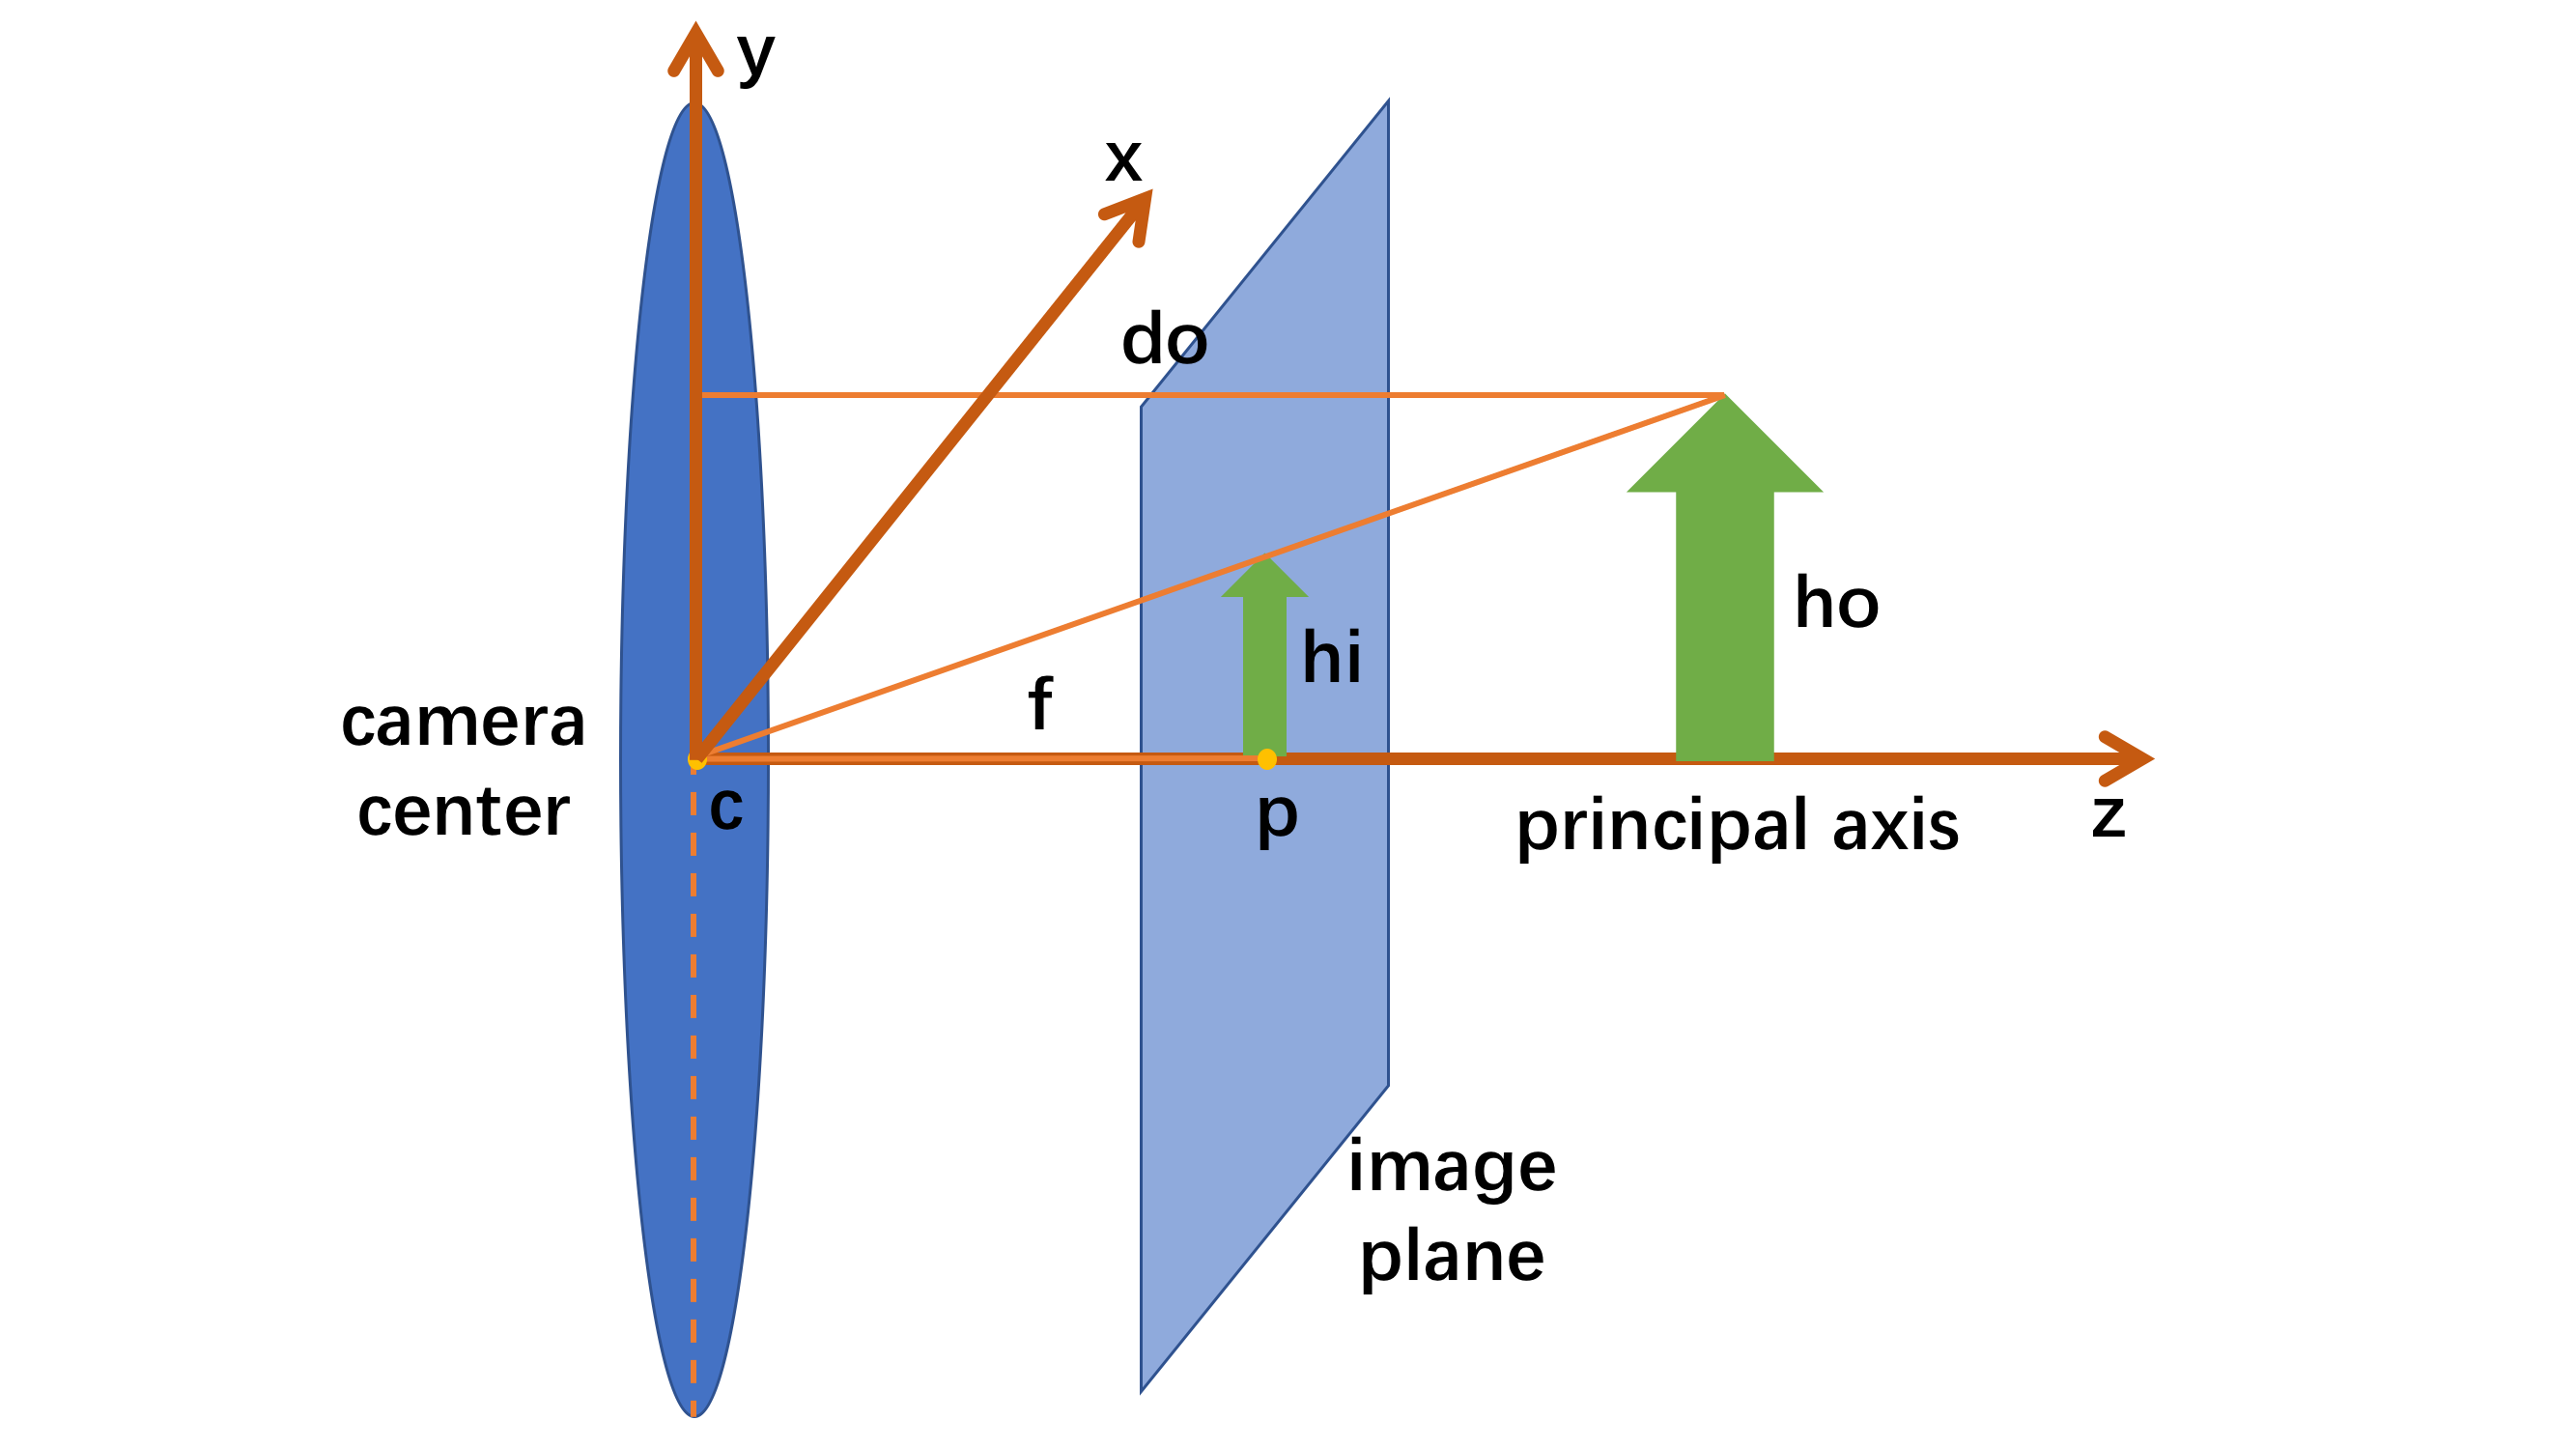 y
x
do
ho
hi
f
camera
center
c
p
principal axis
z
image
plane